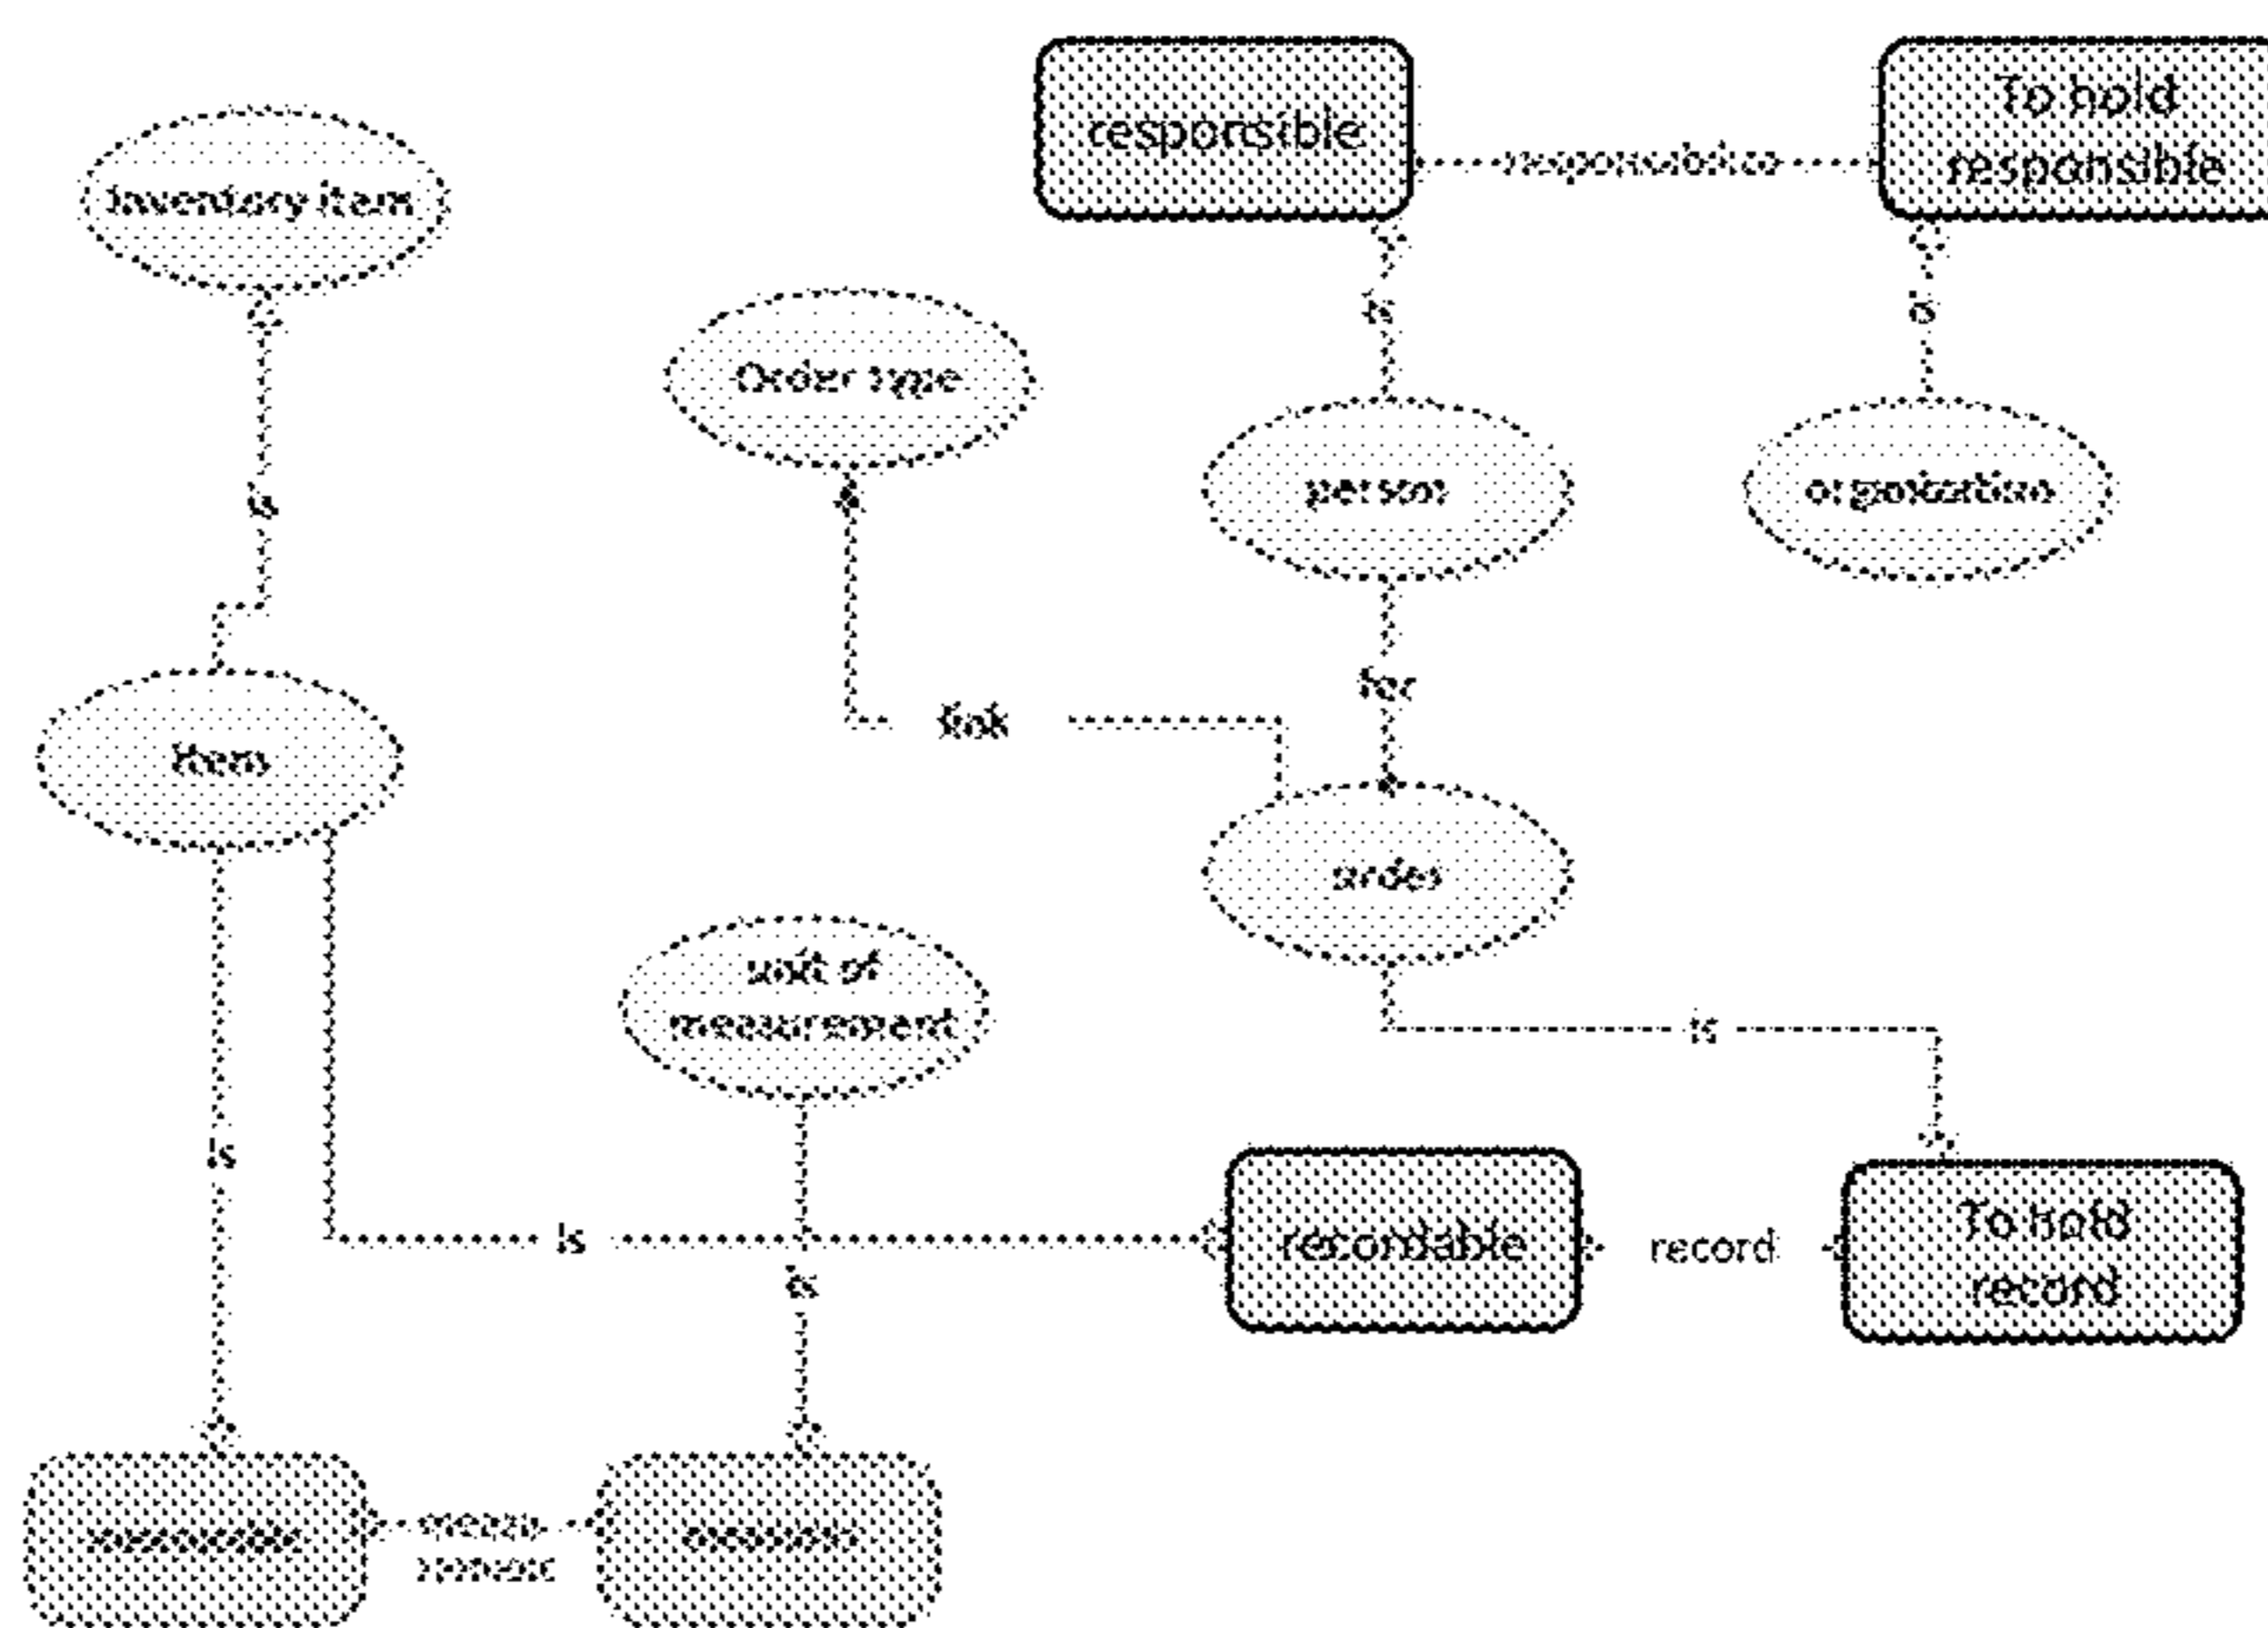 responsible
To hold
responsible
Inventory item
is
is
is
Order type
person
organization
for
link
Item
order
unit of
is
Is
Is
is
recordable
record
To hold
record